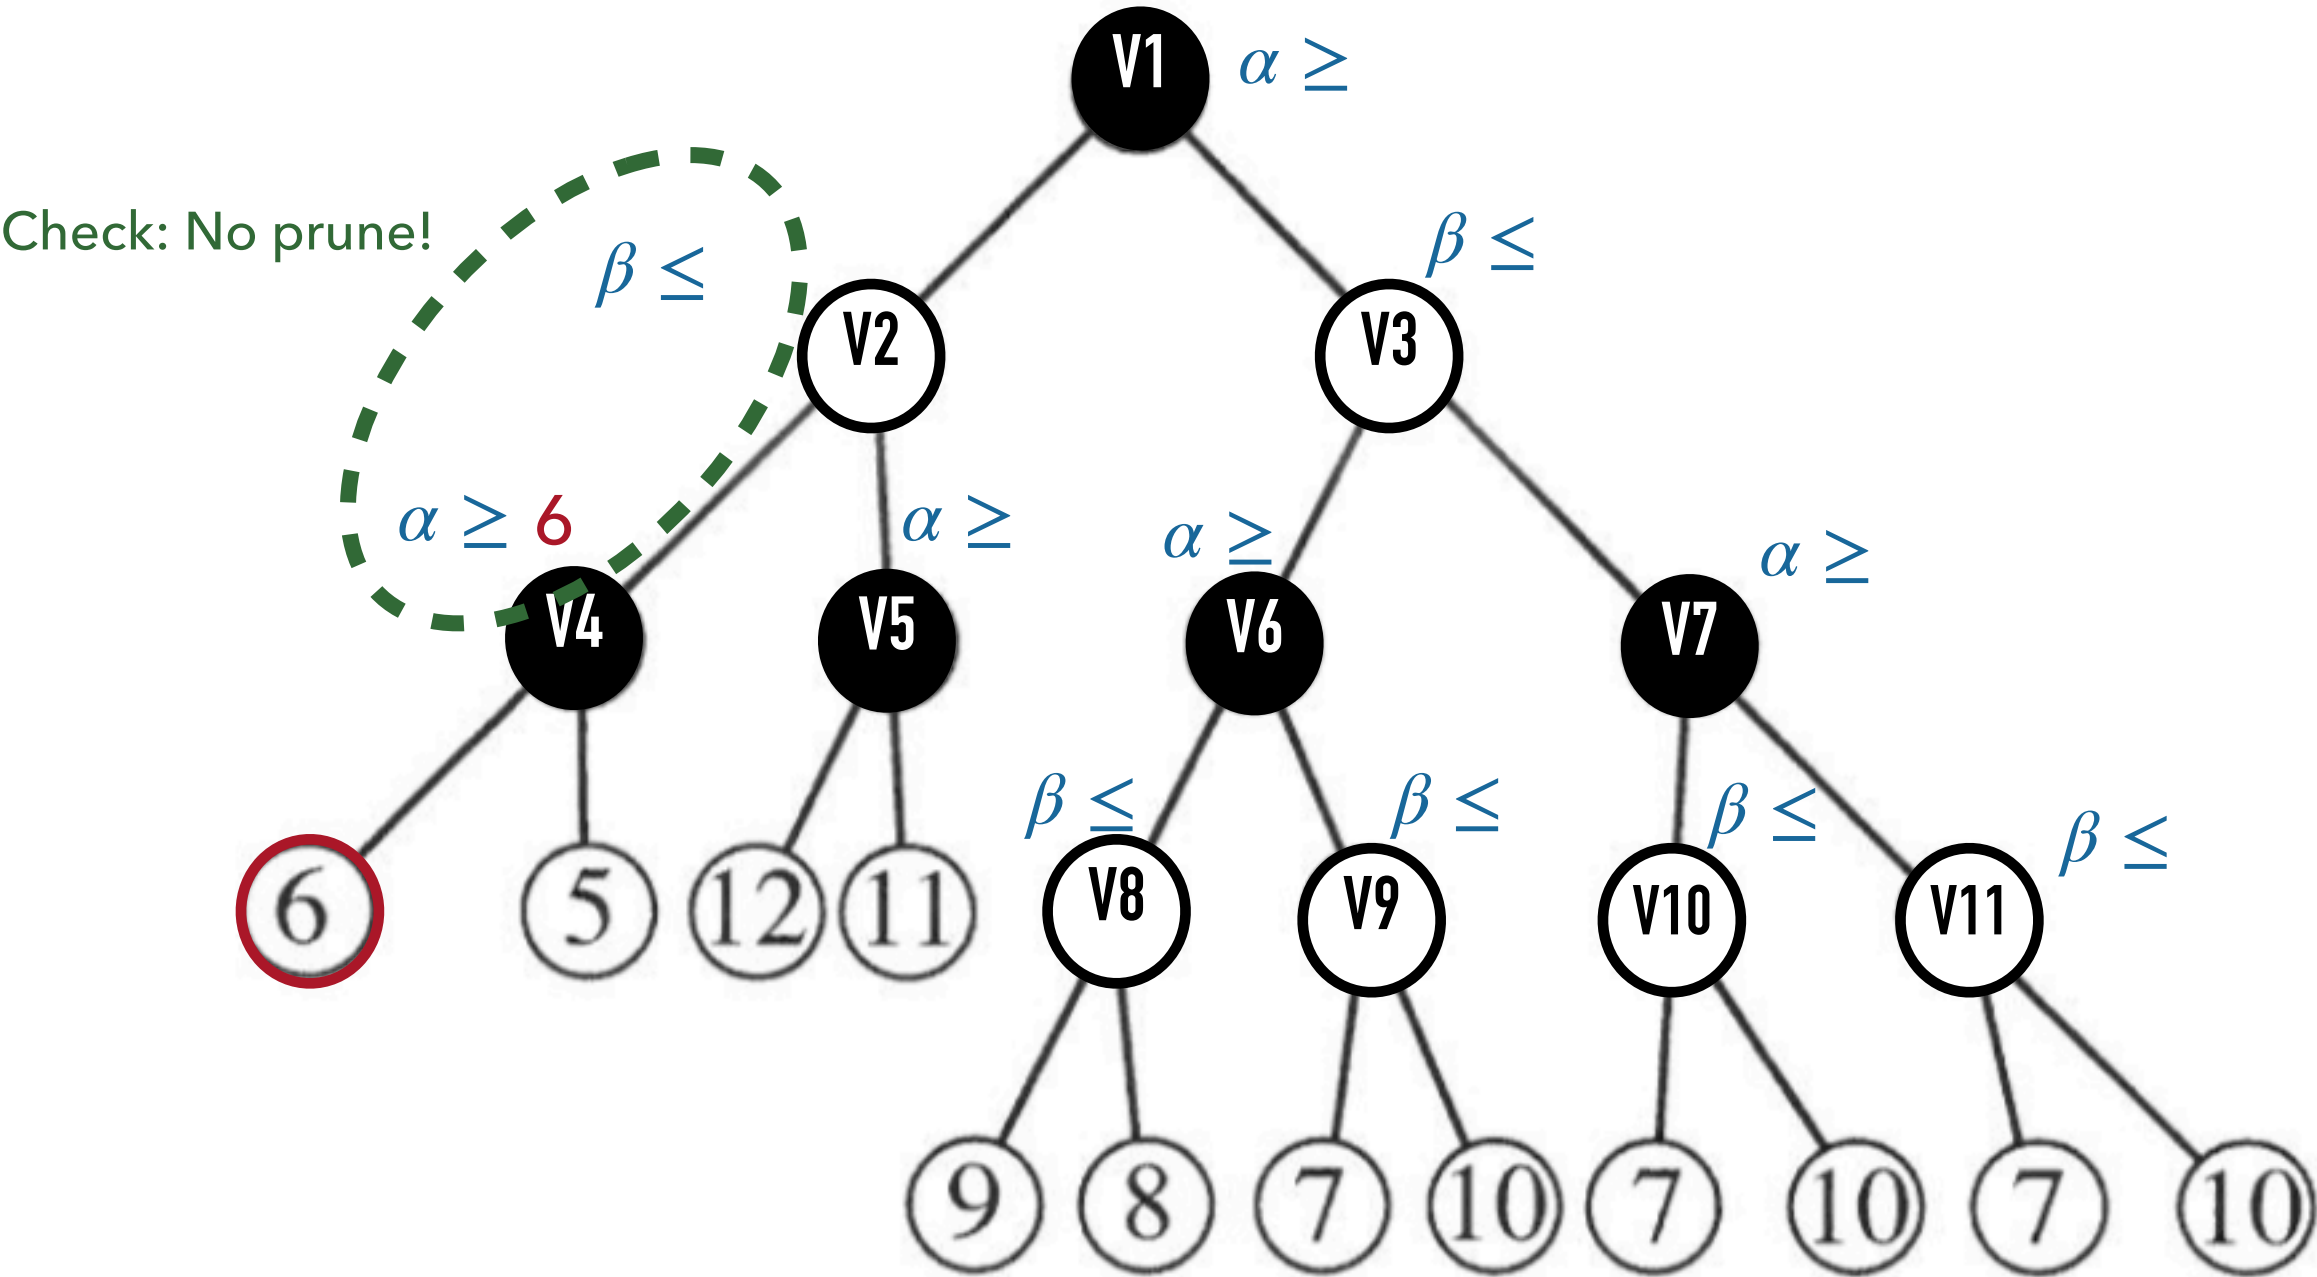 V1 α ≥
Check: No prune!
β ≤
β ≤
V2
V3
α ≥ 6
α ≥
α ≥
α ≥
V4
V5
V6
V7
β ≤
β ≤
β ≤
β ≤
6
5
12
11
V8
V9
V10
V11
9
8
7
10
7
10
7
10